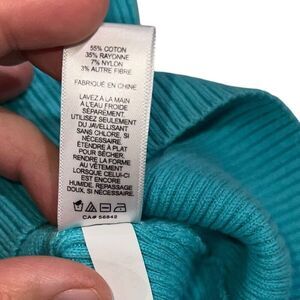 55% COTON
35% RAYONNE
7% NYLON
3% AUTRE FIBRE
FABRIQUÉ EN CHINE
LAVEZ À LA MAIN
À L'EAU FROIDE
SÉPARÉMENT.
UTILISEZ SEULEMENT
DU JAVELLISANT
SANS CHLORE, SI
NÉCESSAIRE.
ÉTENDRE À PLAT
POUR SÉCHER.
RENDRE LA FORME
AU VÊTEMENT
LORSQUE CELUI-CI
EST ENCORE
HUMIDE. REPASSAGE
DOUX, SI NÉCESSAIRE.
CA# 56842